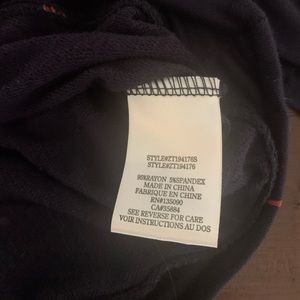 STYLE#ZT194176S
STYLE#ZT194176
95%RAYON 5%SPANDEX
MADE IN CHINA
FABRIQUE EN CHINE
RN#135090
CA#35884
SEE REVERSE FOR CARE
VOIR INSTRUCTIONS AU DOS